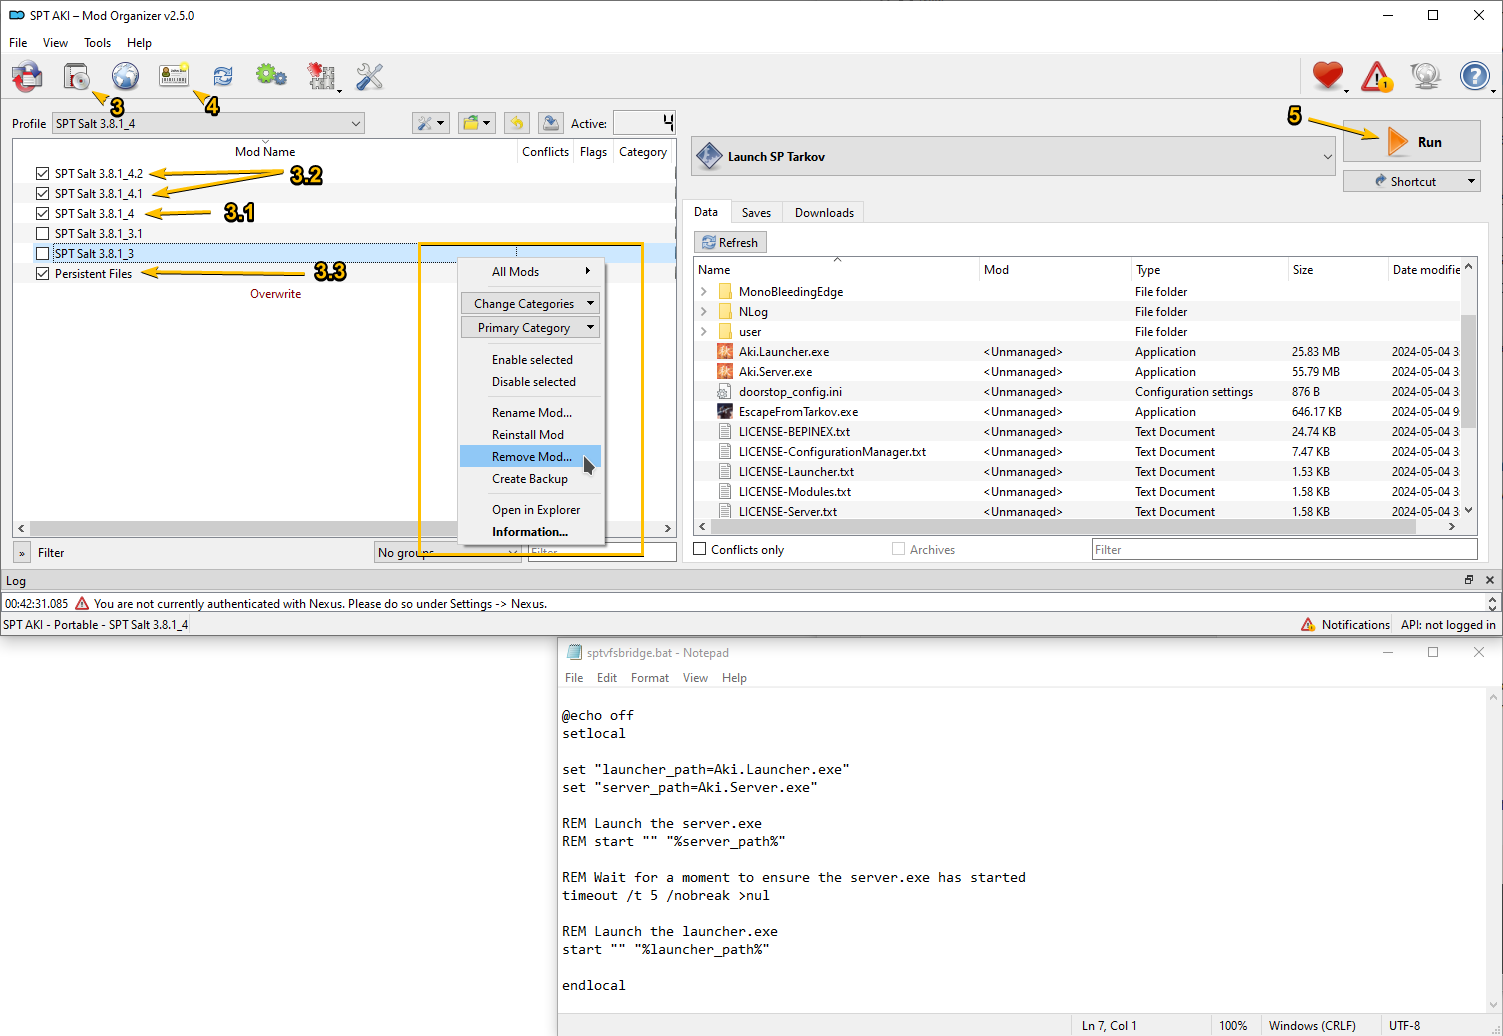 SPT AKI – Mod Organizer v2.5.0
File View Tools Help
3
4
Profile SPT Salt 3.8.1_4 Active: 4
Mod Name Conflicts Flags Category
SPT Salt 3.8.1_4.2
3.2
SPT Salt 3.8.1_4.1
SPT Salt 3.8.1_4
3.1
SPT Salt 3.8.1_3.1
SPT Salt 3.8.1_3
Persistent Files
3.3
Overwrite
All Mods
Change Categories
Primary Category
Enable selected
Disable selected
Rename Mod...
Reinstall Mod
Remove Mod...
Create Backup
Open in Explorer
Information...
» Filter No groups Filter
1
5
Launch SP Tarkov
Run
Shortcut
Data Saves Downloads
Refresh
Name Mod Type Size Date modifie
MonoBleedingEdge File folder
NLog File folder
user File folder
Aki.Launcher.exe <Unmanaged> Application 25.83 MB 2024-05-04 3:
Aki.Server.exe <Unmanaged> Application 55.79 MB 2024-05-04 3:
doorstop_config.ini <Unmanaged> Configuration settings 876 B 2024-05-04 3:
EscapeFromTarkov.exe <Unmanaged> Application 646.17 KB 2024-05-04 9:
LICENSE-BEPINEX.txt <Unmanaged> Text Document 24.74 KB 2024-05-04 3:
LICENSE-ConfigurationManager.txt <Unmanaged> Text Document 7.47 KB 2024-05-04 3:
LICENSE-Launcher.txt <Unmanaged> Text Document 1.53 KB 2024-05-04 3:
LICENSE-Modules.txt <Unmanaged> Text Document 1.58 KB 2024-05-04 3:
LICENSE-Server.txt <Unmanaged> Text Document 1.58 KB 2024-05-04 3:
Conflicts only Archives Filter
Log
00:42:31.085 You are not currently authenticated with Nexus. Please do so under Settings -> Nexus.
SPT AKI - Portable - SPT Salt 3.8.1_4 Notifications API: not logged in
sptvfsbridge.bat - Notepad
File Edit Format View Help
@echo off
setlocal
set "launcher_path=Aki.Launcher.exe"
set "server_path=Aki.Server.exe"
REM Launch the server.exe
REM start "" "%server_path%"
REM Wait for a moment to ensure the server.exe has started
timeout /t 5 /nobreak >nul
REM Launch the launcher.exe
start "" "%launcher_path%"
endlocal
Ln 7, Col 1 100% Windows (CRLF) UTF-8